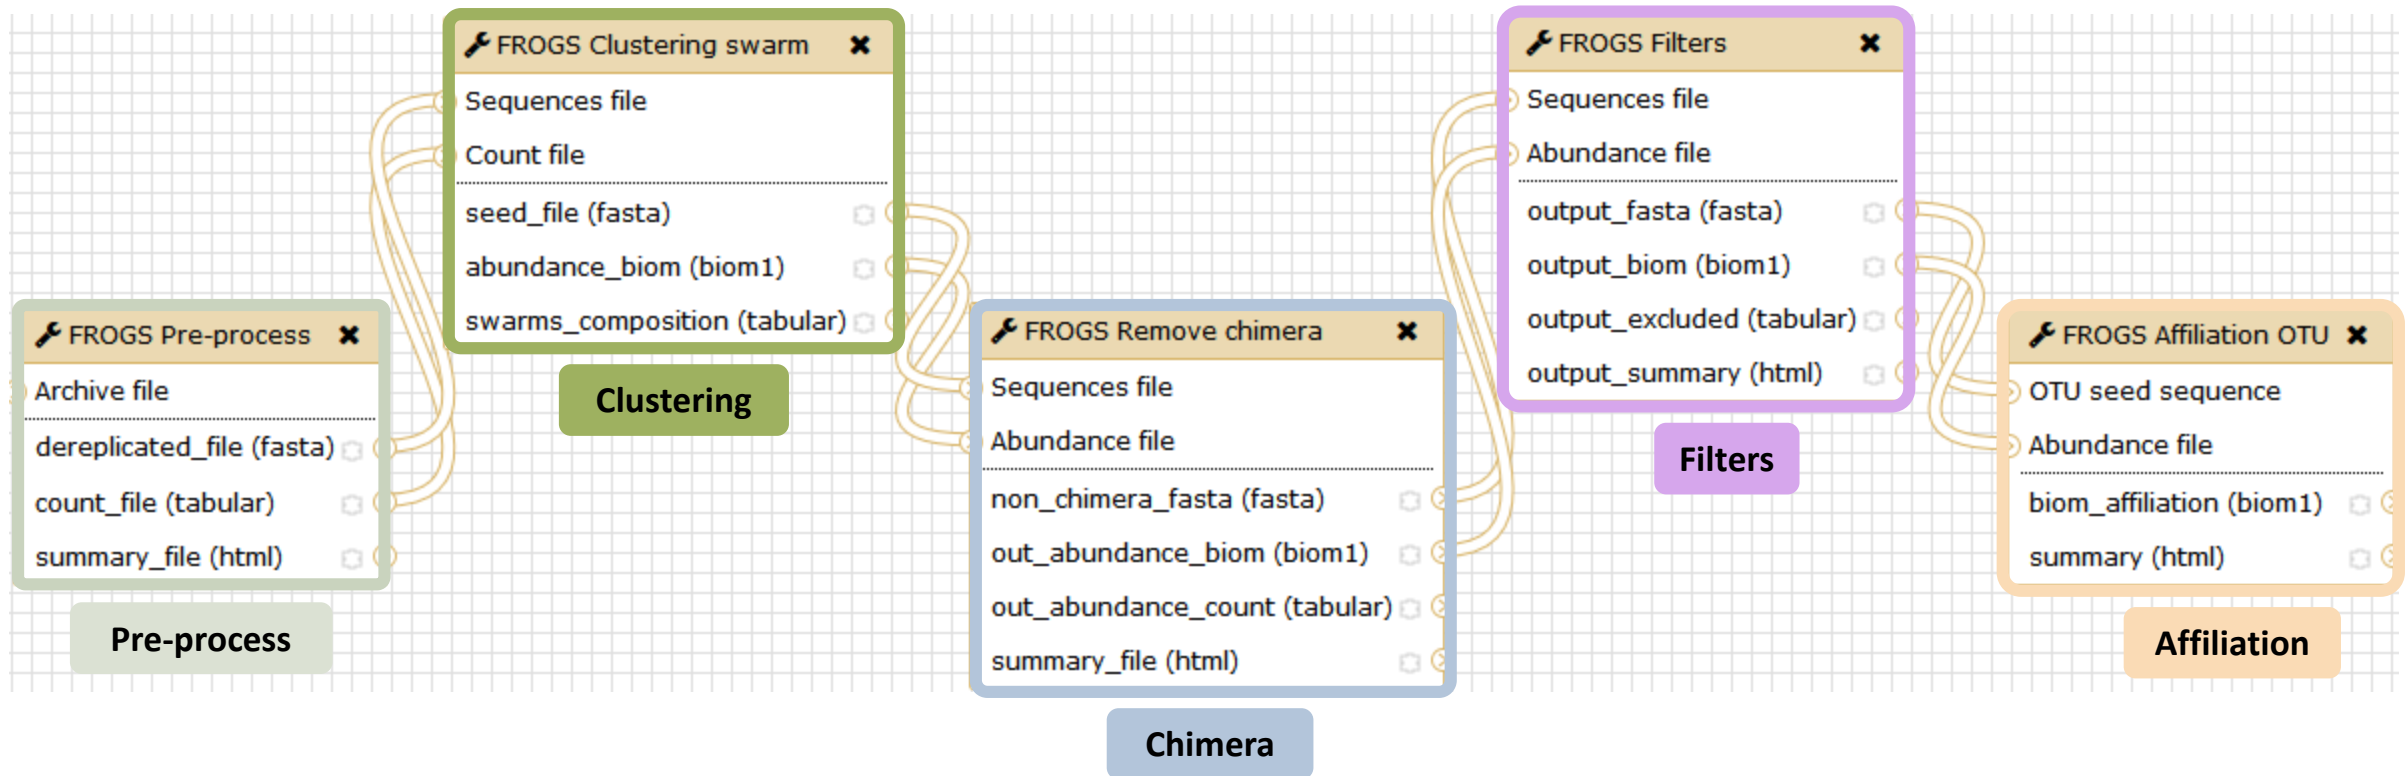 FROGS Pre-process
Archive file
dereplicated_file (fasta)
count_file (tabular)
summary_file (html)
Pre-process
FROGS Clustering swarm
Sequences file
Count file
seed_file (fasta)
abundance_biom (biom1)
swarms_composition (tabular)
Clustering
FROGS Remove chimera
Sequences file
Abundance file
non_chimera_fasta (fasta)
out_abundance_biom (biom1)
out_abundance_count (tabular)
summary_file (html)
Chimera
FROGS Filters
Sequences file
Abundance file
output_fasta (fasta)
output_biom (biom1)
output_excluded (tabular)
output_summary (html)
Filters
FROGS Affiliation OTU
OTU seed sequence
Abundance file
biom_affiliation (biom1)
summary (html)
Affiliation